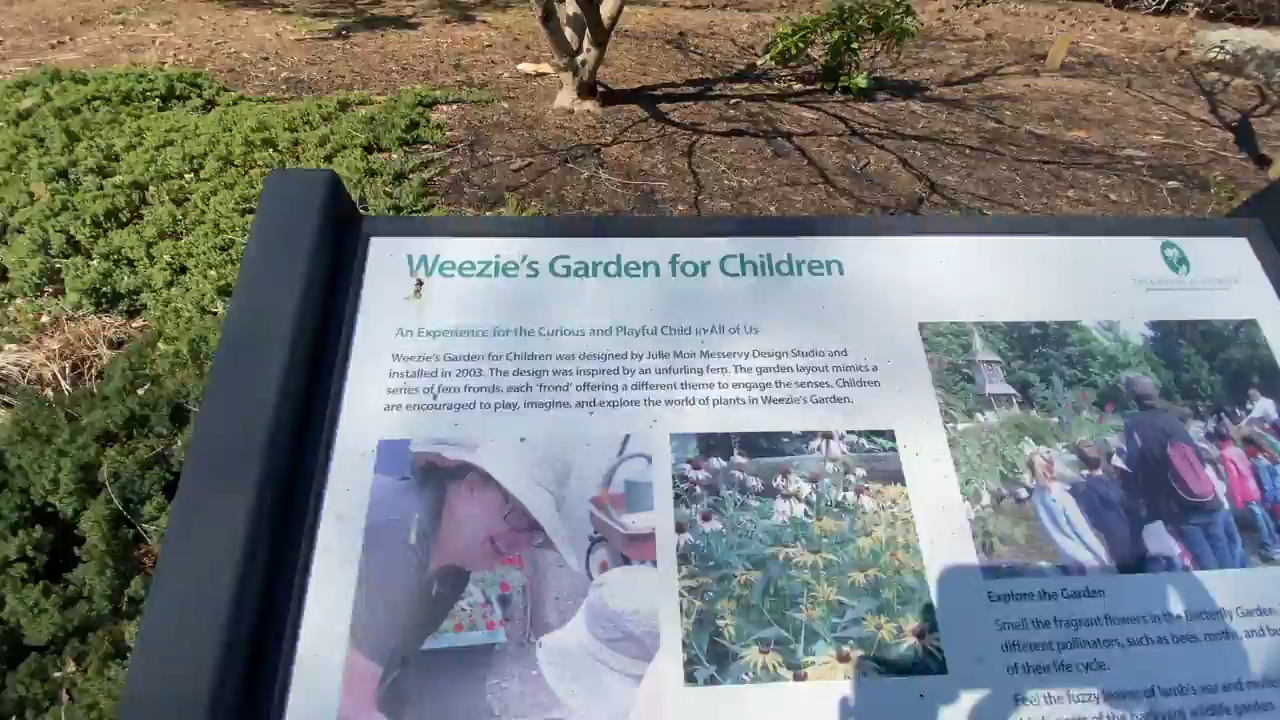 Weezie's Garden for Children
An Experience for the Curious and Playful Child in All of Us
Weezie's Garden for Children was designed by Julie Moir Messervy Design Studio and
installed in 2003. The design was inspired by an unfurling fern. The garden layout mimics a
series of fern fronds, each 'frond' offering a different theme to engage the senses. Children
are encouraged to play, imagine, and explore the world of plants in Weezie's Garden.
Explore the Garden
Smell the fragrant flowers in the Butterfly Garden
different pollinators, such as bees, moths, and
of their life cycle.
Feel the fuzzy leaves of lamb's ear and
of the backyard wildlife garden